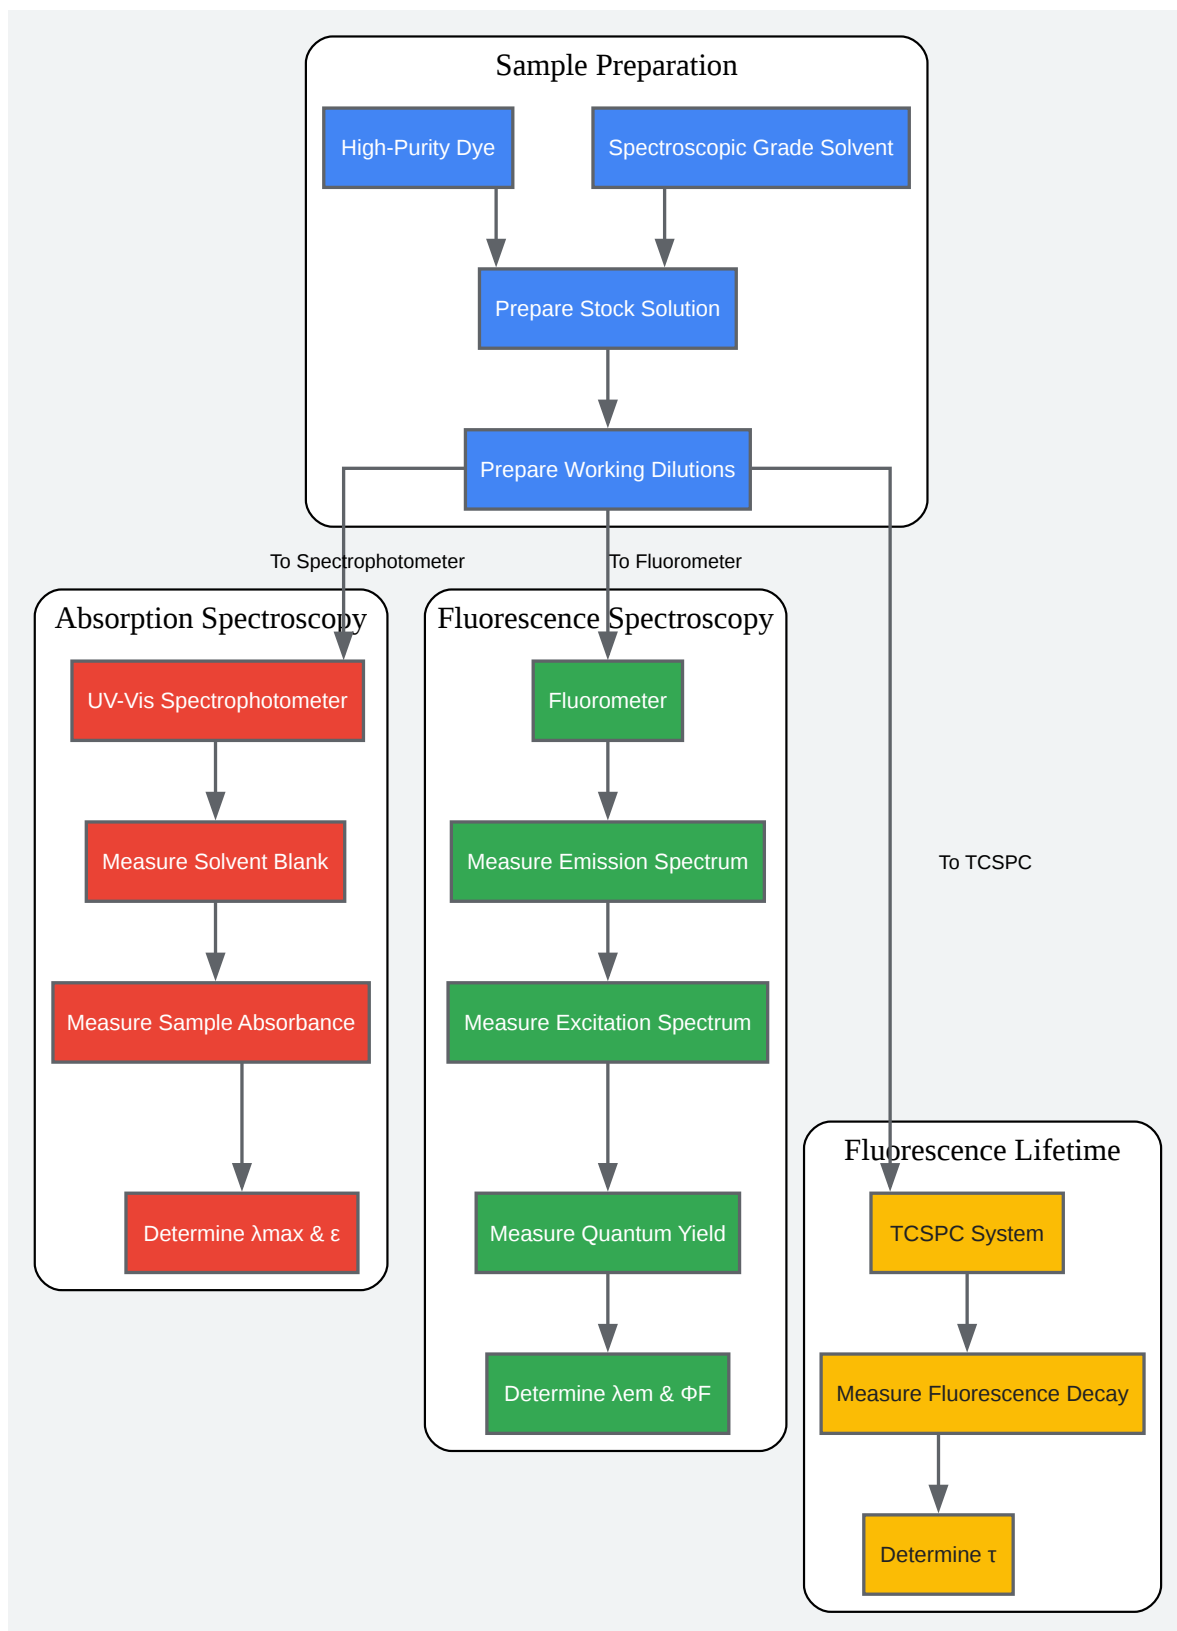 Sample Preparation
High-Purity Dye
Spectroscopic Grade Solvent
Prepare Stock Solution
Prepare Working Dilutions
To Spectrophotometer
To Fluorometer
To TCSPC
Absorption Spectroscopy
UV-Vis Spectrophotometer
Measure Solvent Blank
Measure Sample Absorbance
Determine λmax & ε
Fluorescence Spectroscopy
Fluorometer
Measure Emission Spectrum
Measure Excitation Spectrum
Measure Quantum Yield
Determine λem & ΦF
Fluorescence Lifetime
TCSPC System
Measure Fluorescence Decay
Determine τ